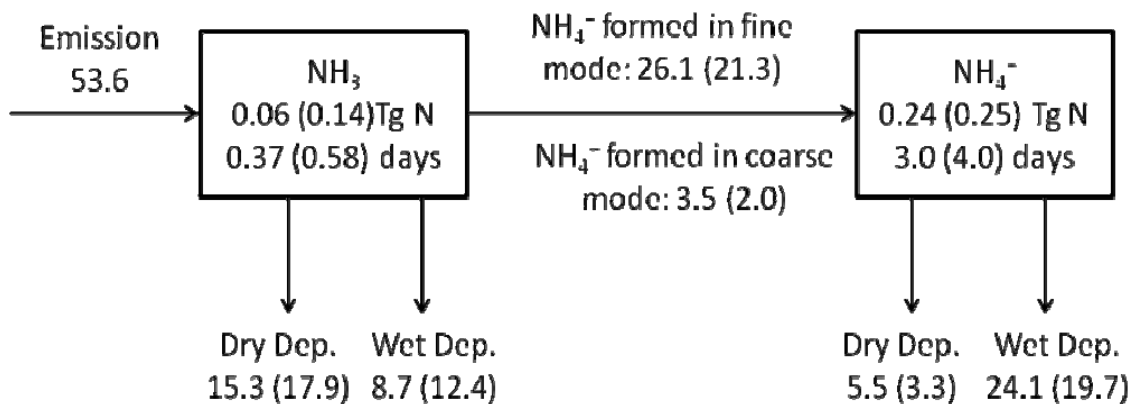 Emission
53.6
NH₃
0.06 (0.14)Tg N
0.37 (0.58) days
NH₄⁻ formed in fine
mode: 26.1 (21.3)
NH₄⁻ formed in coarse
mode: 3.5 (2.0)
NH₄⁻
0.24 (0.25) Tg N
3.0 (4.0) days
Dry Dep.
15.3 (17.9)
Wet Dep.
8.7 (12.4)
Dry Dep.
5.5 (3.3)
Wet Dep.
24.1 (19.7)